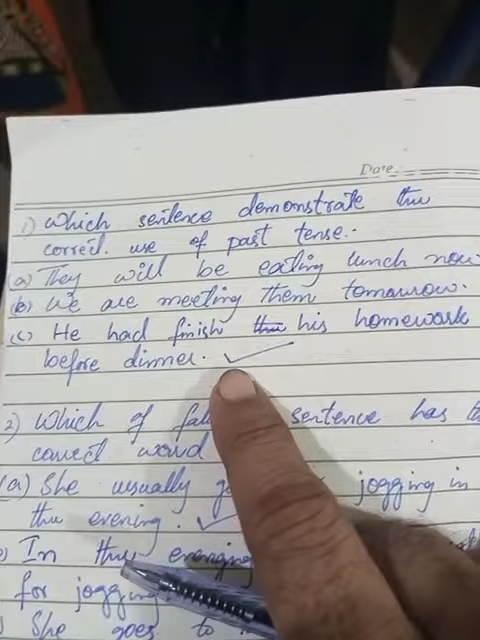 Date
1) Which sentence demonstrate the
correct. use of past tense.
(a) They will be eating lunch now
(b) We are meeting them tomorrow.
(c) He had finish his homework
before dinner.
2) Which of sentence has
correct word
(a) She usually jogging in
the evening.
In the
for jogging
She goes to